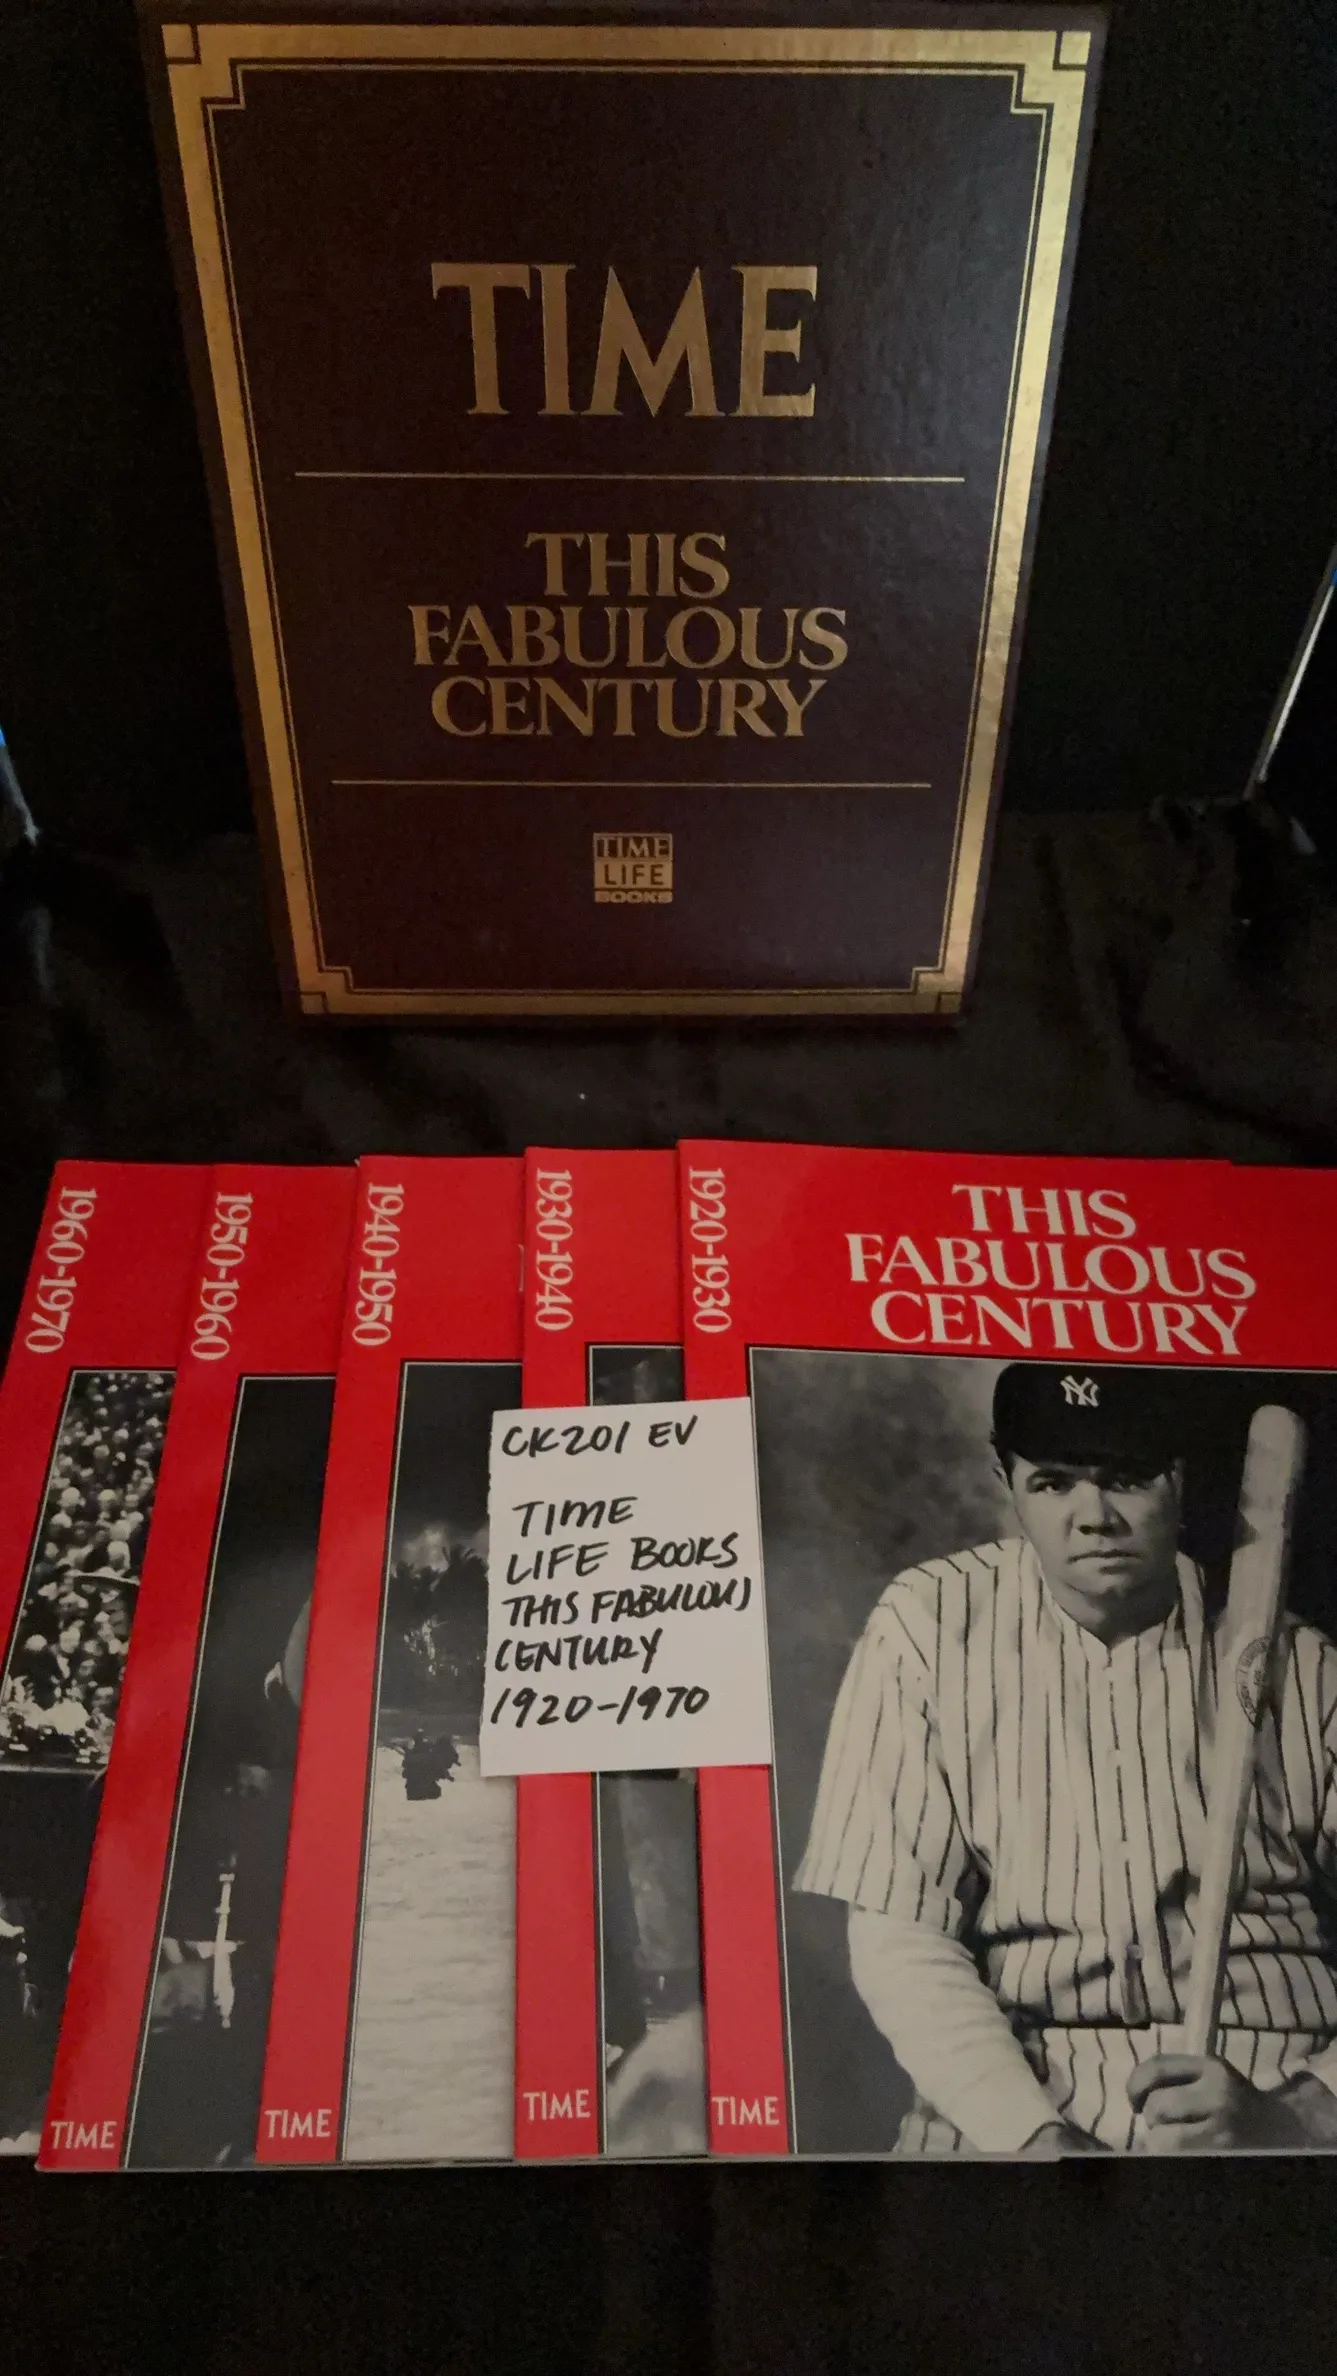 TIME
THIS
FABULOUS
CENTURY
TIME
LIFE
BOOKS
1960-1970
1950-1960
1940-1950
1930-1940
1920-1930
THIS
FABULOUS
CENTURY
NY
CK201 EV
TIME
LIFE BOOKS
THIS FABULOUS
CENTURY
1920-1970
TIME
TIME
TIME
TIME